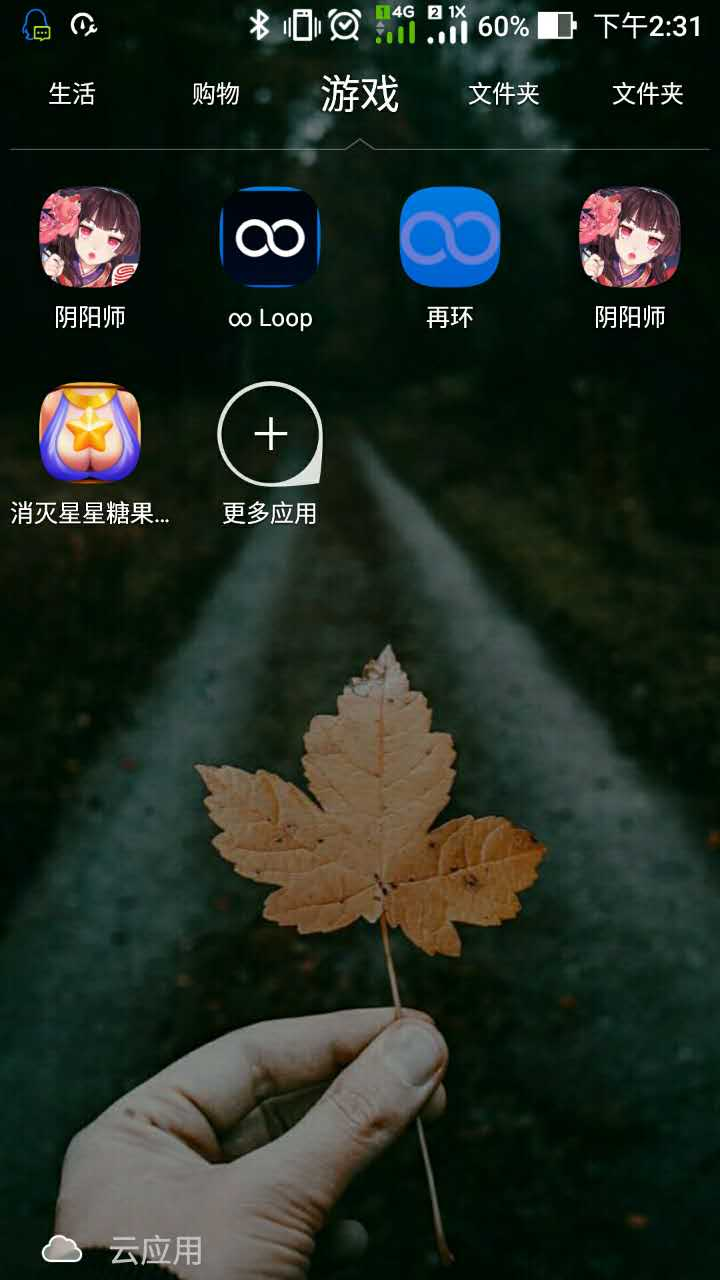 1 4G 2 1X 60% 下午2:31
生活 购物 游戏 文件夹 文件夹
阴阳师 ∞ Loop 再环 阴阳师
消灭星星糖果... 更多应用
云应用